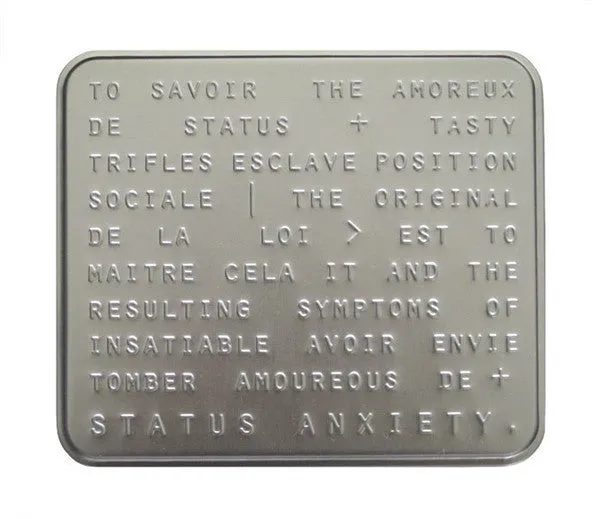 TO SAVOIR THE AMOREUX
DE STATUS + TASTY
TRIFLES ESCLAVE POSITION
SOCIALE | THE ORIGINAL
DE LA LOI > EST TO
MAITRE CELA IT AND THE
RESULTING SYMPTOMS OF
INSATIABLE AVOIR ENVIE
TOMBER AMOUREOUS DE +
STATUS ANXIETY.